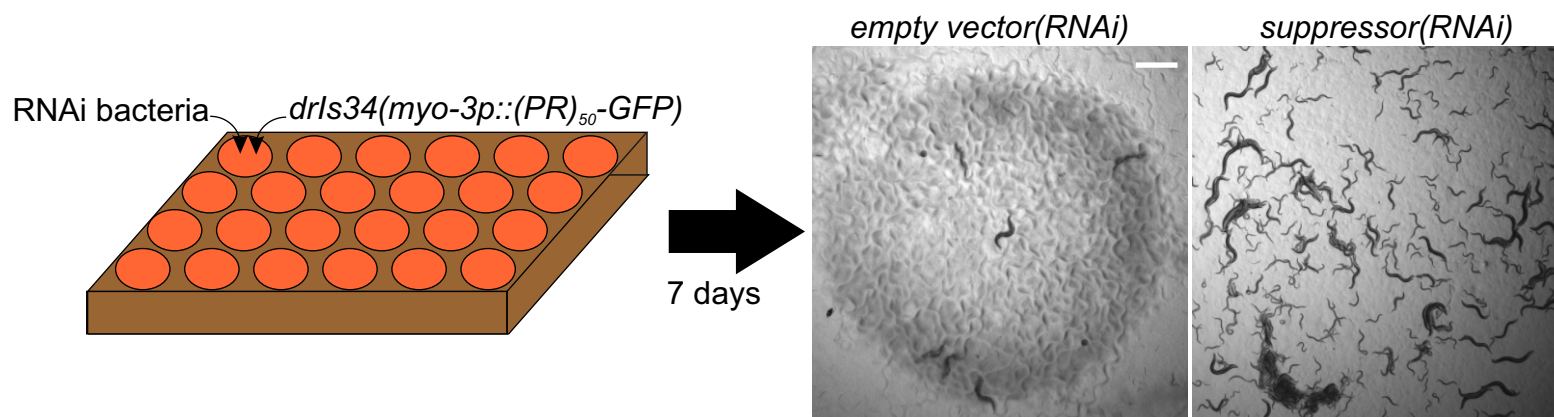 empty vector(RNAi)
suppressor(RNAi)
RNAi bacteria
drIs34(myo-3p::(PR)50-GFP)
7 days